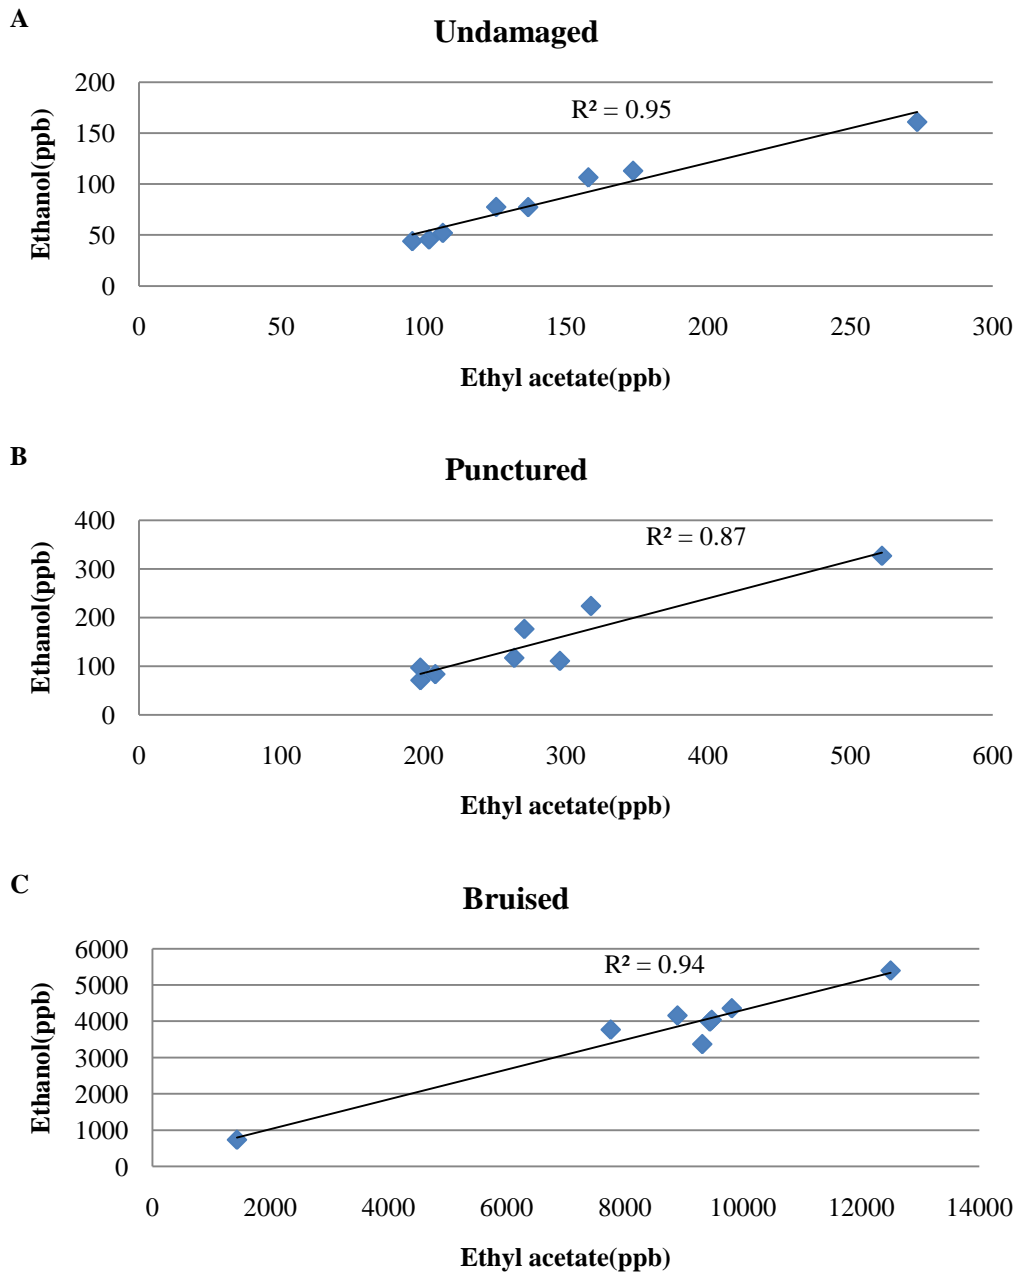 A
Undamaged
200
150
100
50
0
Ethanol(ppb)
R² = 0.95
0 50 100 150 200 250 300
Ethyl acetate(ppb)
B
Punctured
400
300
200
100
0
Ethanol(ppb)
R² = 0.87
0 100 200 300 400 500 600
Ethyl acetate(ppb)
C
Bruised
6000
5000
4000
3000
2000
1000
0
Ethanol(ppb)
R² = 0.94
0 2000 4000 6000 8000 10000 12000 14000
Ethyl acetate(ppb)